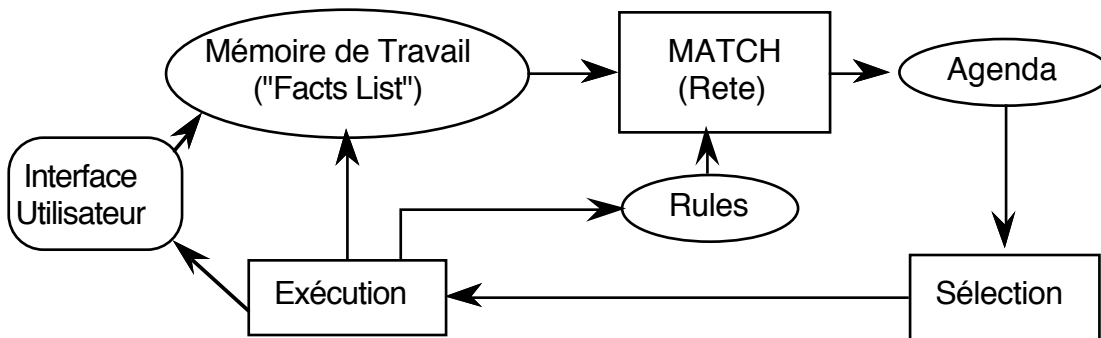 Mémoire de Travail
("Facts List")
MATCH
(Rete)
Agenda
Interface
Utilisateur
Rules
Exécution
Sélection